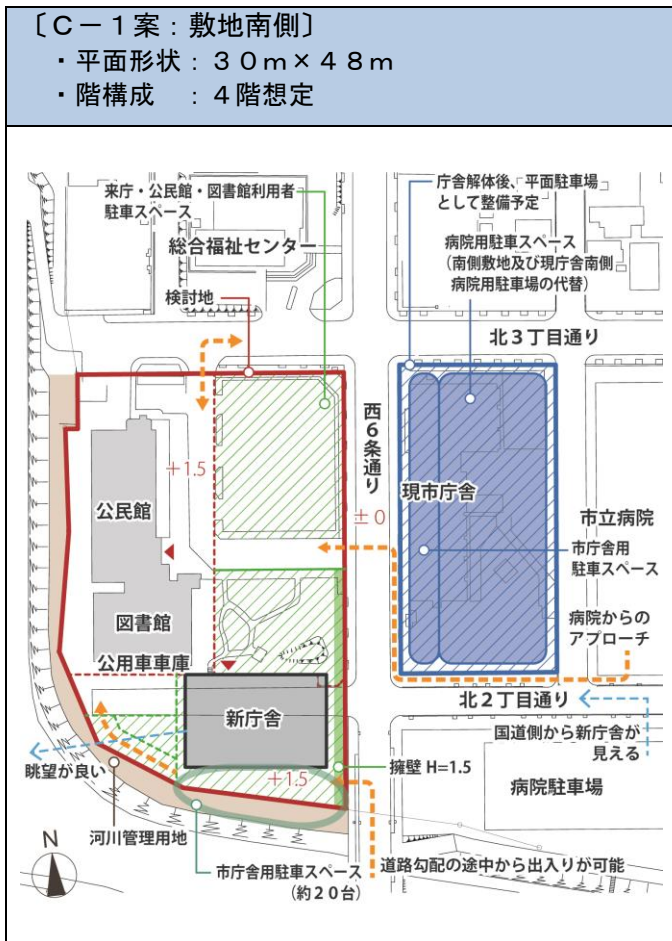 〔C－1案：敷地南側〕
・平面形状：30m×48m
・階構成　：4階想定
来庁・公民館・図書館利用者
駐車スペース
総合福祉センター
検討地
庁舎解体後、平面駐車場
として整備予定
病院用駐車スペース
（南側敷地及び現庁舎南側
病院用駐車場の代替）
北3丁目通り
西6条通り
+1.5
±0
公民館
現市庁舎
市立病院
市庁舎用
駐車スペース
図書館
病院からの
アプローチ
公用車車庫
新庁舎
北2丁目通り
国道側から新庁舎が
見える
眺望が良い
+1.5
擁壁 H=1.5
病院駐車場
河川管理用地
N
市庁舎用駐車スペース
（約20台）
道路勾配の途中から出入りが可能